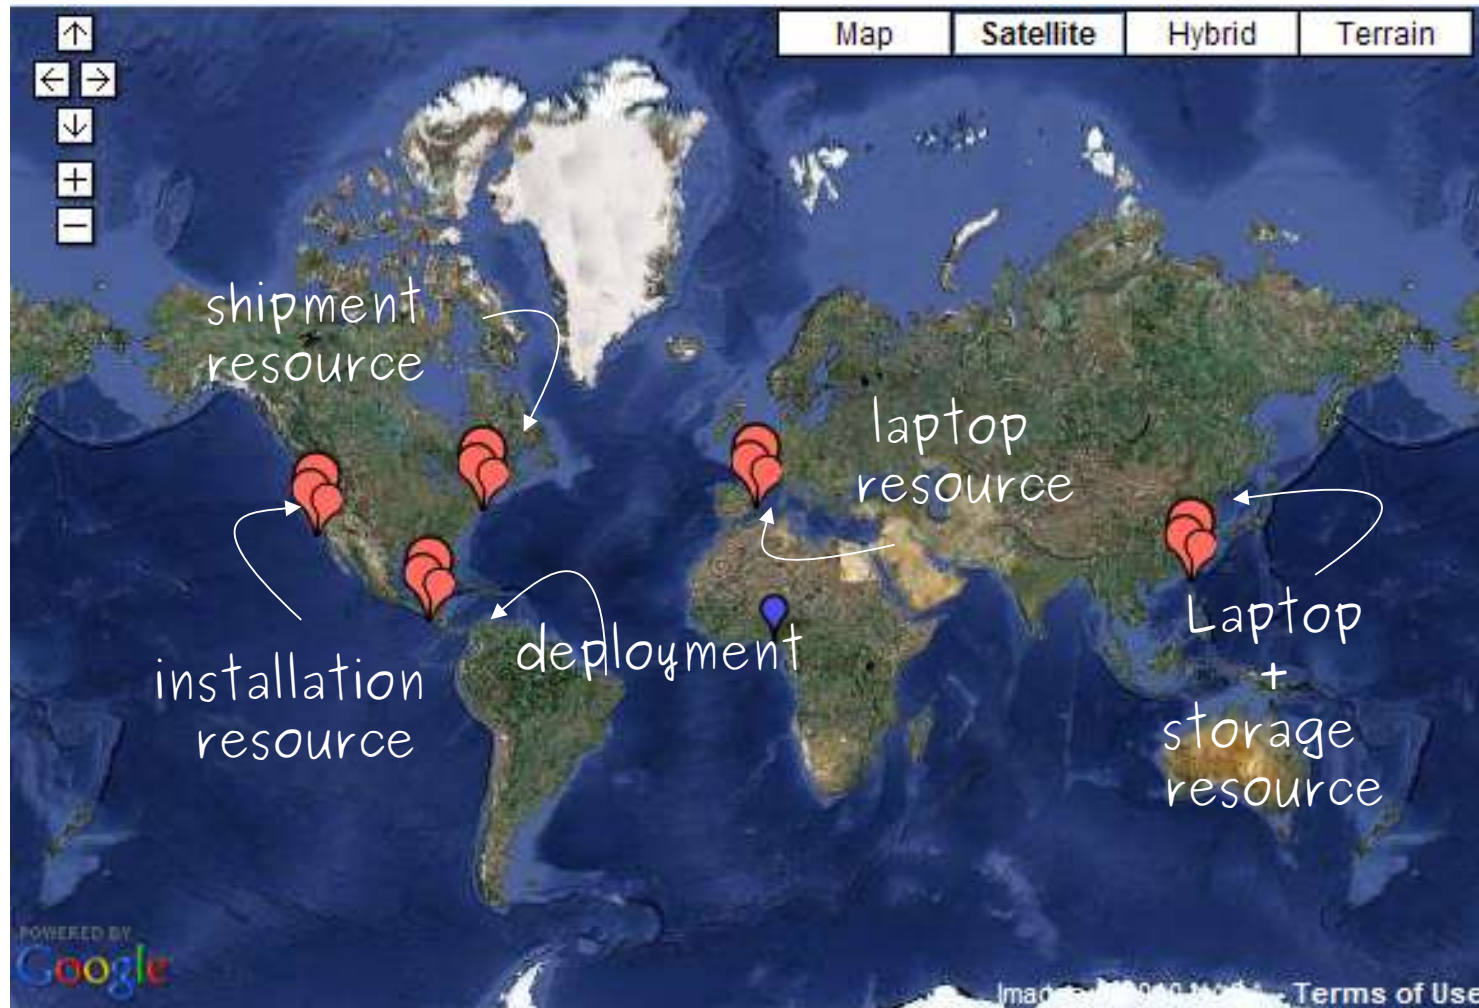 Map
Satellite
Hybrid
Terrain
shipment
resource
laptop
resource
installation
resource
deployment
Laptop
+
storage
resource
POWERED BY
Google
Terms of Use